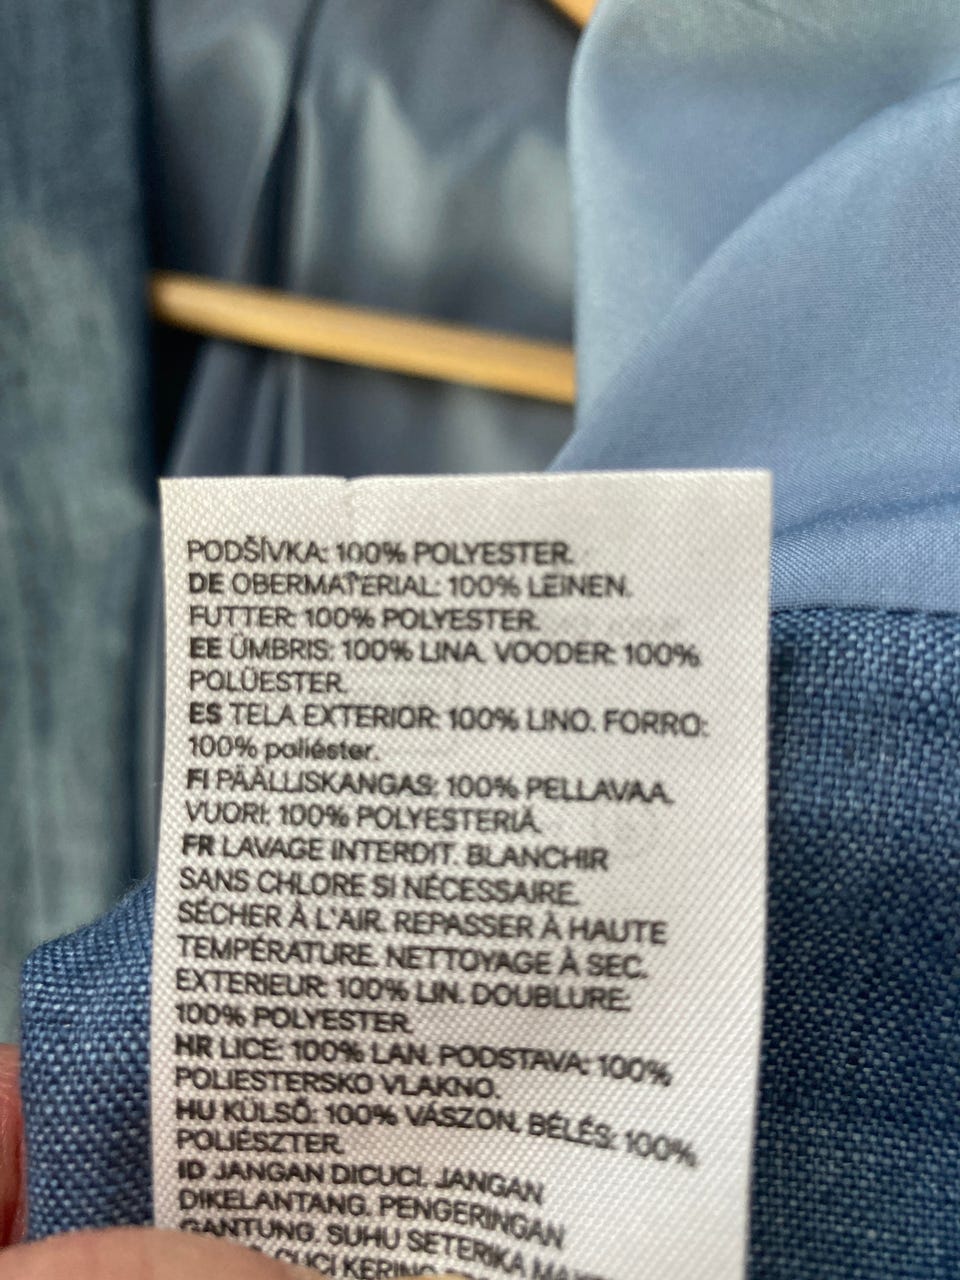 PODŠÍVKA: 100% POLYESTER.
DE OBERMATERIAL: 100% LEINEN.
FUTTER: 100% POLYESTER.
EE ÜMBRIS: 100% LINA. VOODER: 100%
POLÜESTER.
ES TELA EXTERIOR: 100% LINO. FORRO:
100% poliéster.
FI PÄÄLLISKANGAS: 100% PELLAVAA.
VUORI: 100% POLYESTERIÄ.
FR LAVAGE INTERDIT. BLANCHIR
SANS CHLORE SI NÉCESSAIRE.
SÉCHER À L'AIR. REPASSER À HAUTE
TEMPÉRATURE. NETTOYAGE À SEC.
EXTERIEUR: 100% LIN. DOUBLURE:
100% POLYESTER.
HR LICE: 100% LAN. PODSTAVA: 100%
POLIESTERSKO VLAKNO.
HU KÜLSŐ: 100% VÁSZON. BÉLÉS: 100%
POLIÉSZTER.
ID JANGAN DICUCI. JANGAN
DIKELANTANG. PENGERINGAN
GANTUNG. SUHU SETERIKA
CUCI KERING